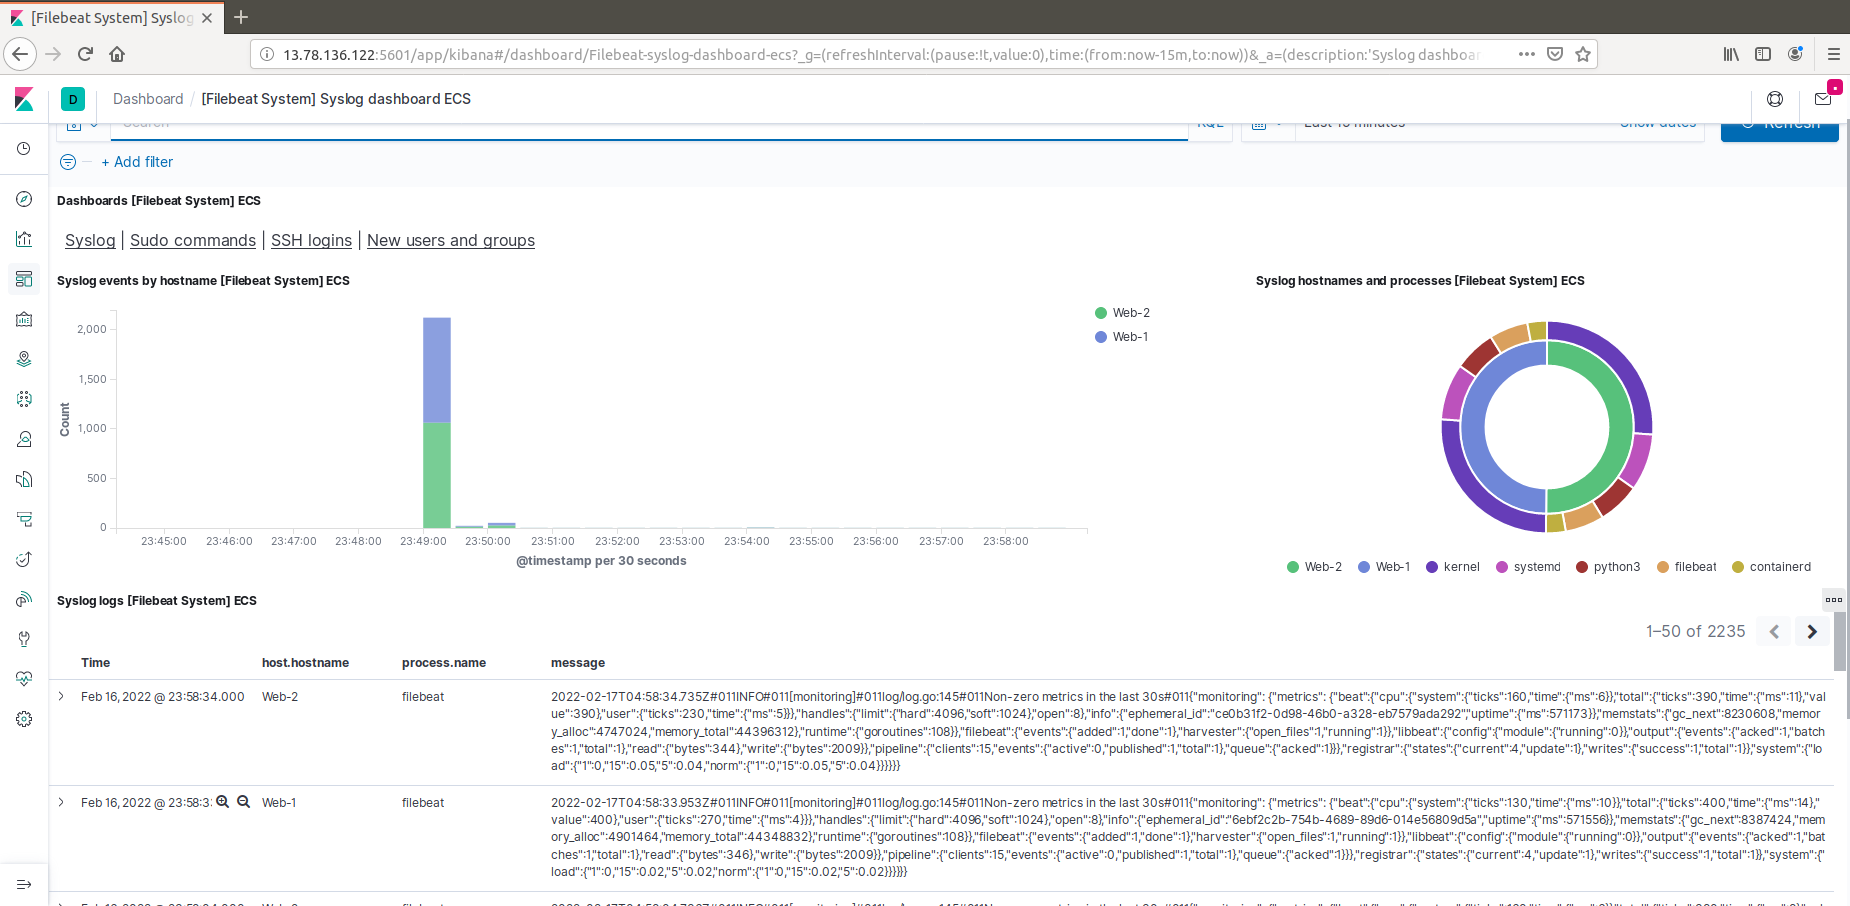 [Filebeat System] Syslog
13.78.136.122:5601/app/kibana#/dashboard/Filebeat-syslog-dashboard-ecs?_g=(refreshInterval:(pause:!t,value:0),time:(from:now-15m,to:now))&_a=(description:'Syslog dashboar
D
Dashboard / [Filebeat System] Syslog dashboard ECS
Search KQL Last 15 minutes Show dates Refresh
+ Add filter
Dashboards [Filebeat System] ECS
Syslog | Sudo commands | SSH logins | New users and groups
Syslog events by hostname [Filebeat System] ECS
Count
2,000
1,500
1,000
500
0
23:45:00 23:46:00 23:47:00 23:48:00 23:49:00 23:50:00 23:51:00 23:52:00 23:53:00 23:54:00 23:55:00 23:56:00 23:57:00 23:58:00
@timestamp per 30 seconds
Web-2
Web-1
Syslog hostnames and processes [Filebeat System] ECS
Web-2 Web-1 kernel systemd python3 filebeat containerd
Syslog logs [Filebeat System] ECS
1–50 of 2235
Time host.hostname process.name message
Feb 16, 2022 @ 23:58:34.000 Web-2 filebeat 2022-02-17T04:58:34.735Z#011INFO#011[monitoring]#011log/log.go:145#011Non-zero metrics in the last 30s#011{"monitoring": {"metrics": {"beat":{"cpu":{"system":{"ticks":160,"time":{"ms":6}},"total":{"ticks":390,"time":{"ms":11},"val
ue":390},"user":{"ticks":230,"time":{"ms":5}}},"handles":{"limit":{"hard":4096,"soft":1024},"open":8},"info":{"ephemeral_id":"ce0b31f2-0d98-46b0-a328-eb7579ada292","uptime":{"ms":571173}},"memstats":{"gc_next":8230608,"memor
y_alloc":4747024,"memory_total":44396312},"runtime":{"goroutines":108}},"filebeat":{"events":{"added":1,"done":1},"harvester":{"open_files":1,"running":1}},"libbeat":{"config":{"module":{"running":0}},"output":{"events":{"acked":1,"batch
es":1,"total":1},"read":{"bytes":344},"write":{"bytes":2009}},"pipeline":{"clients":15,"events":{"active":0,"published":1,"total":1},"queue":{"acked":1}}},"registrar":{"states":{"current":4,"update":1},"writes":{"success":1,"total":1}},"system":{"lo
ad":{"1":0,"15":0.05,"5":0.04,"norm":{"1":0,"15":0.05,"5":0.04}}}}}}
Feb 16, 2022 @ 23:58:3 Web-1 filebeat 2022-02-17T04:58:33.953Z#011INFO#011[monitoring]#011log/log.go:145#011Non-zero metrics in the last 30s#011{"monitoring": {"metrics": {"beat":{"cpu":{"system":{"ticks":130,"time":{"ms":10}},"total":{"ticks":400,"time":{"ms":14},"
value":400},"user":{"ticks":270,"time":{"ms":4}}},"handles":{"limit":{"hard":4096,"soft":1024},"open":8},"info":{"ephemeral_id":"6ebf2c2b-754b-4689-89d6-014e56809d5a","uptime":{"ms":571556}},"memstats":{"gc_next":8387424,"mem
ory_alloc":4901464,"memory_total":44348832},"runtime":{"goroutines":108}},"filebeat":{"events":{"added":1,"done":1},"harvester":{"open_files":1,"running":1}},"libbeat":{"config":{"module":{"running":0}},"output":{"events":{"acked":1,"bat
ches":1,"total":1},"read":{"bytes":346},"write":{"bytes":2009}},"pipeline":{"clients":15,"events":{"active":0,"published":1,"total":1},"queue":{"acked":1}}},"registrar":{"states":{"current":4,"update":1},"writes":{"success":1,"total":1}},"system":{"
load":{"1":0,"15":0.02,"5":0.02,"norm":{"1":0,"15":0.02,"5":0.02}}}}}}